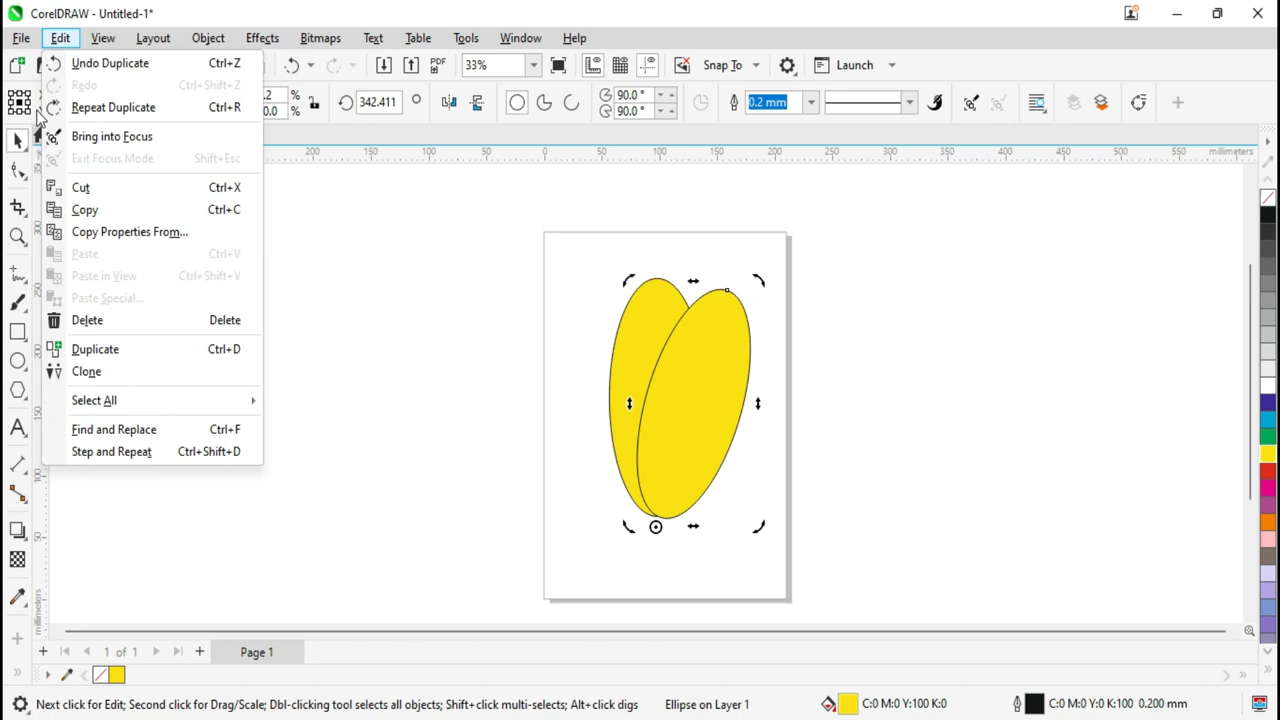 CorelDRAW - Untitled-1*
File Edit View Layout Object Effects Bitmaps Text Table Tools Window Help
33% PDF Snap To Launch
Undo Duplicate Ctrl+Z
Redo Ctrl+Shift+Z
Repeat Duplicate Ctrl+R
Bring into Focus
Exit Focus Mode Shift+Esc
Cut Ctrl+X
Copy Ctrl+C
Copy Properties From...
Paste Ctrl+V
Paste in View Ctrl+Shift+V
Paste Special...
Delete Delete
Duplicate Ctrl+D
Clone
Select All
Find and Replace Ctrl+F
Step and Repeat Ctrl+Shift+D
.2 % 342.411 ° 90.0 ° 0.2 mm
0.0 % 90.0 °
200 150 100 50 0 50 100 150 200 250 300 350 400 450 500 550 millimeters
millimeters
1 of 1 Page 1
Next click for Edit; Second click for Drag/Scale; Dbl-clicking tool selects all objects; Shift+click multi-selects; Alt+click digs Ellipse on Layer 1 C:0 M:0 Y:100 K:0 C:0 M:0 Y:0 K:100 0.200 mm